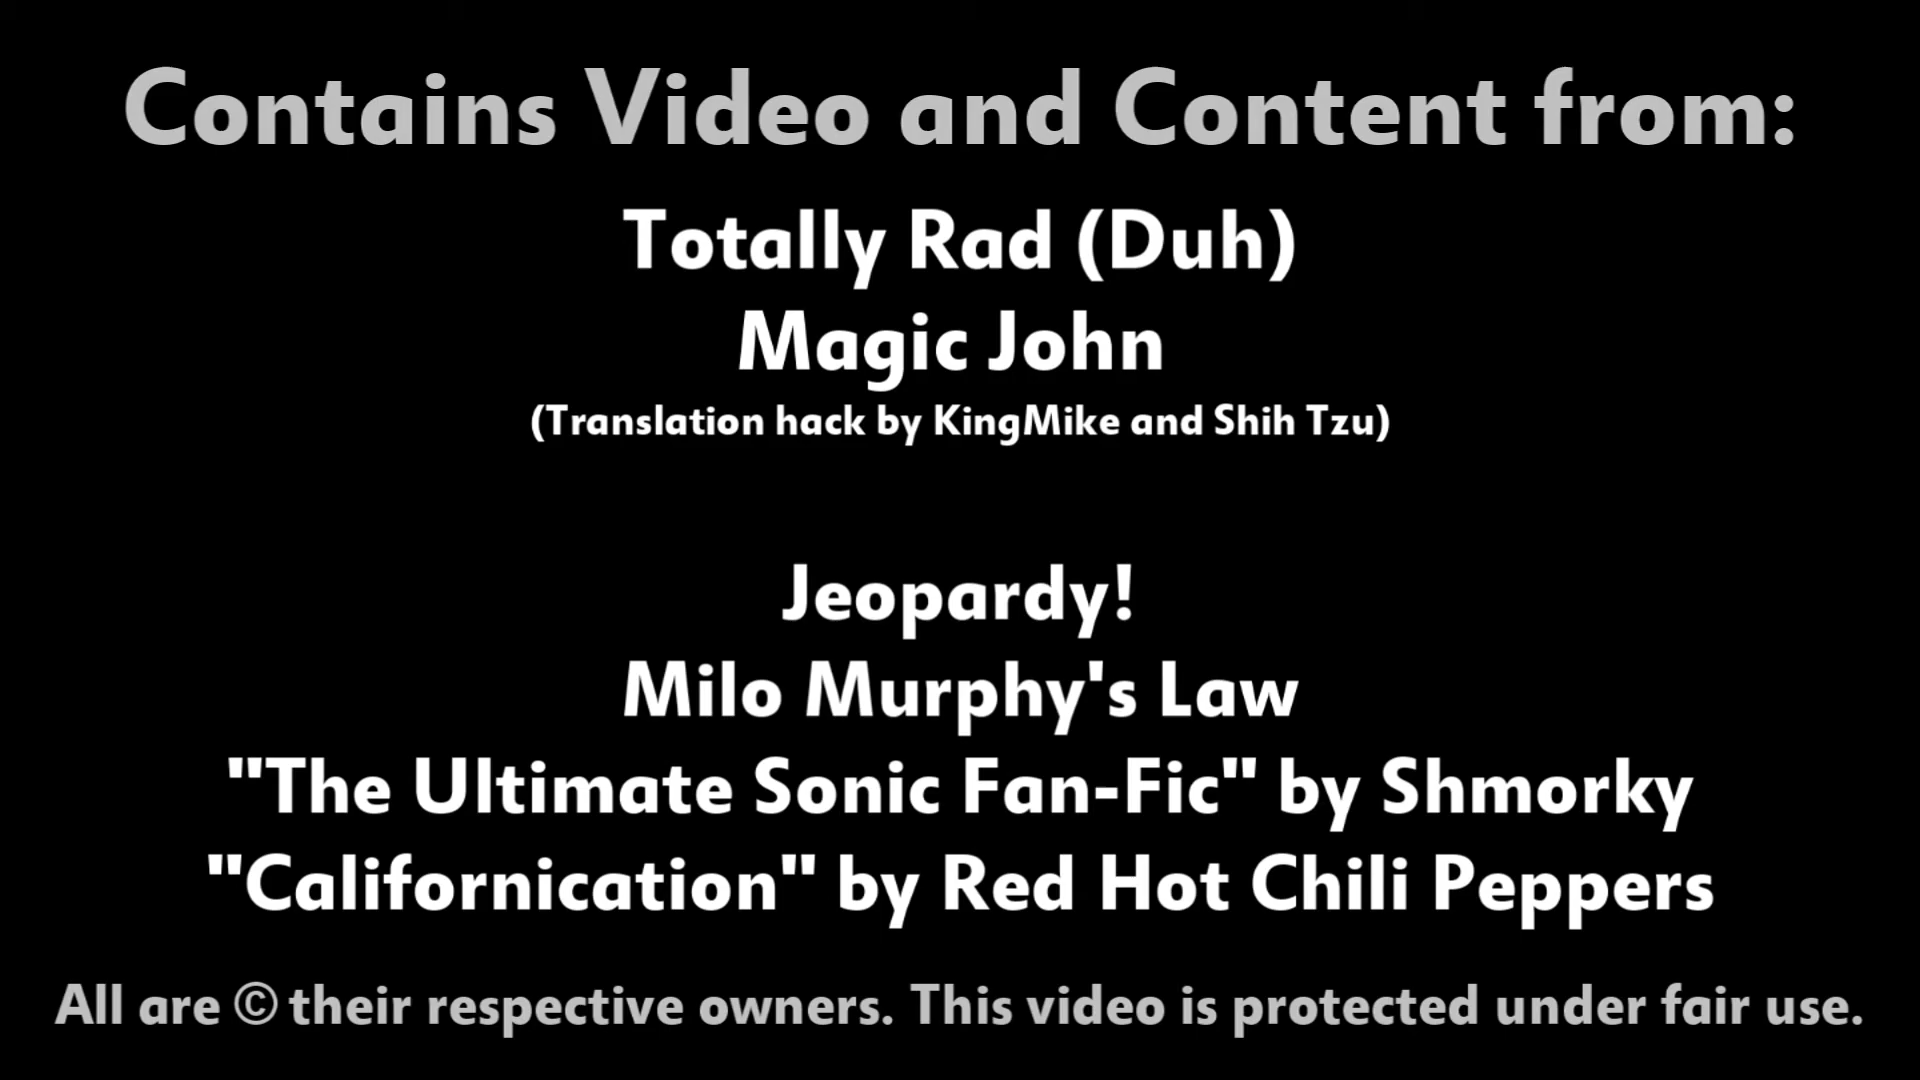 Contains Video and Content from:
Totally Rad (Duh)
Magic John
(Translation hack by KingMike and Shih Tzu)
Jeopardy!
Milo Murphy's Law
"The Ultimate Sonic Fan-Fic" by Shmorky
"Californication" by Red Hot Chili Peppers
All are © their respective owners. This video is protected under fair use.